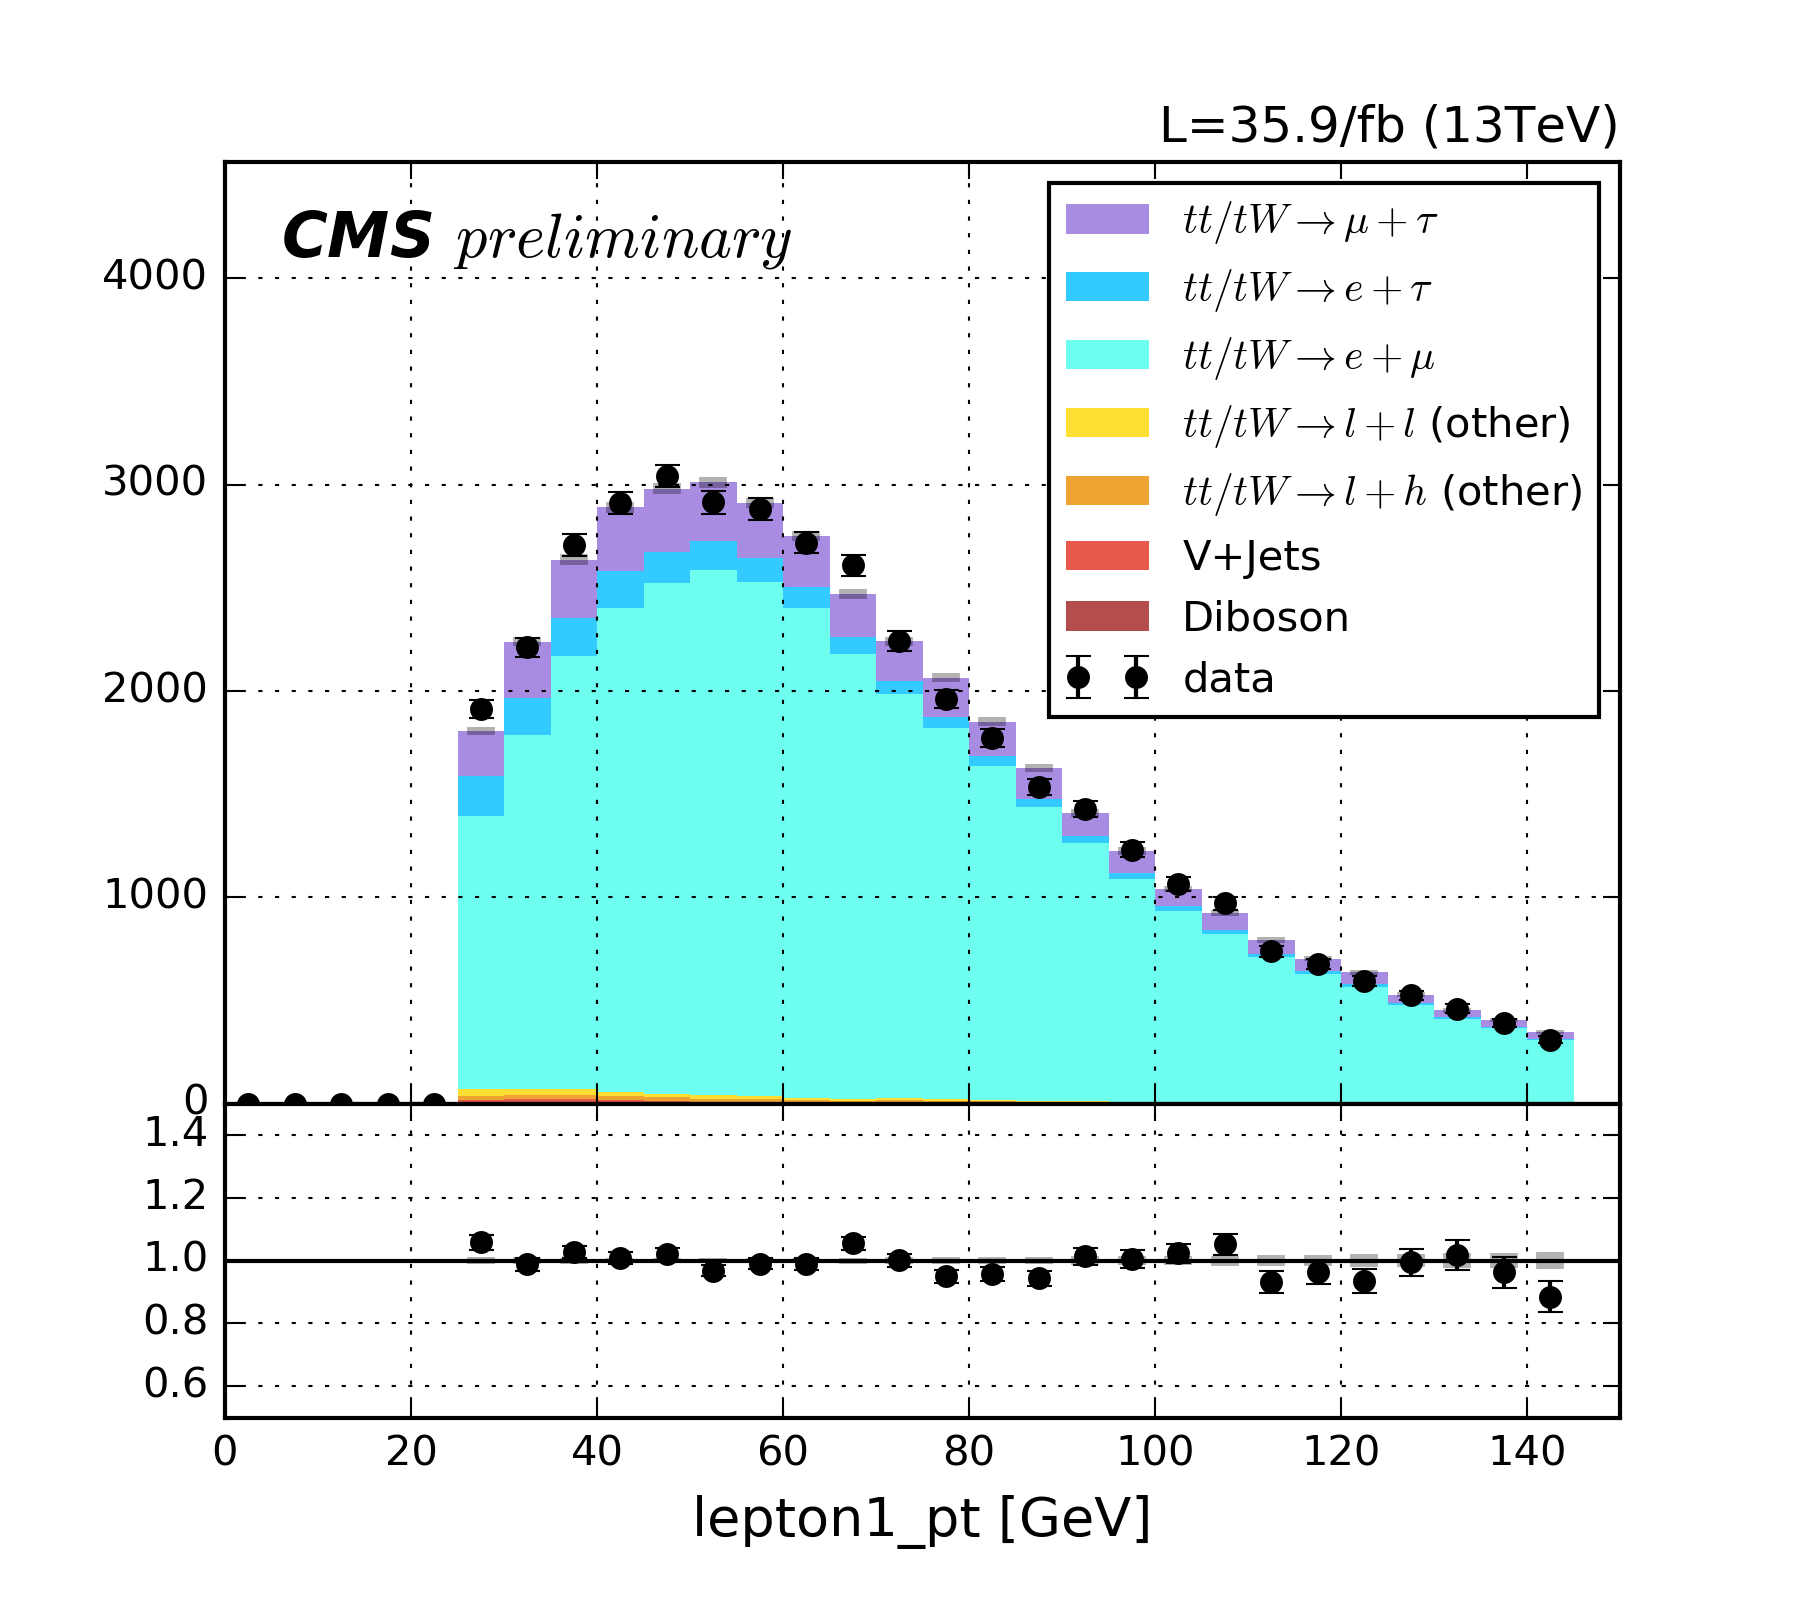 L=35.9/fb (13TeV)
CMS preliminary
tt/tW → μ + τ
tt/tW → e + τ
tt/tW → e + μ
tt/tW → l + l (other)
tt/tW → l + h (other)
V+Jets
Diboson
data
4000
3000
2000
1000
0
1.4
1.2
1.0
0.8
0.6
0 20 40 60 80 100 120 140
lepton1_pt [GeV]